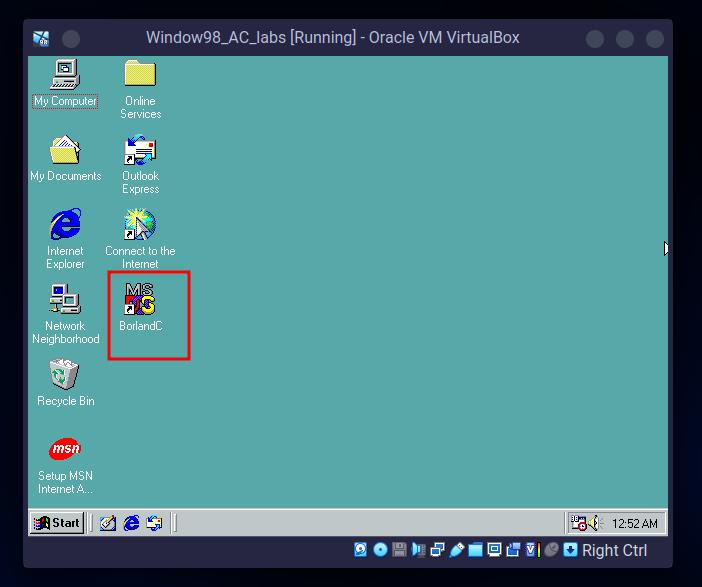 Window98_AC_labs [Running] - Oracle VM VirtualBox
My Computer
Online
Services
My Documents
Outlook
Express
Internet
Explorer
Connect to the
Internet
Network
Neighborhood
MS
BorlandC
Recycle Bin
msn
Setup MSN
Internet A...
Start
12:52 AM
Right Ctrl